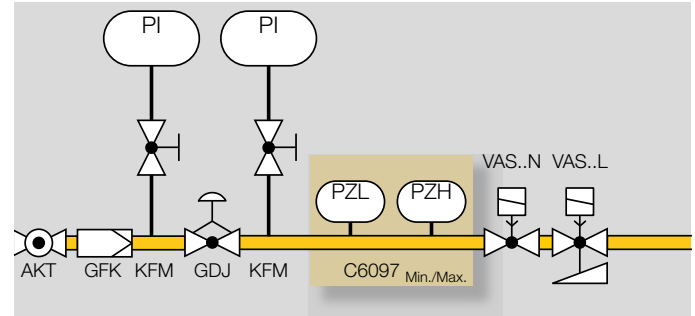 PI PI
VAS..N VAS..L
PZL PZH
AKT GFK KFM GDJ KFM C6097 Min./Max.